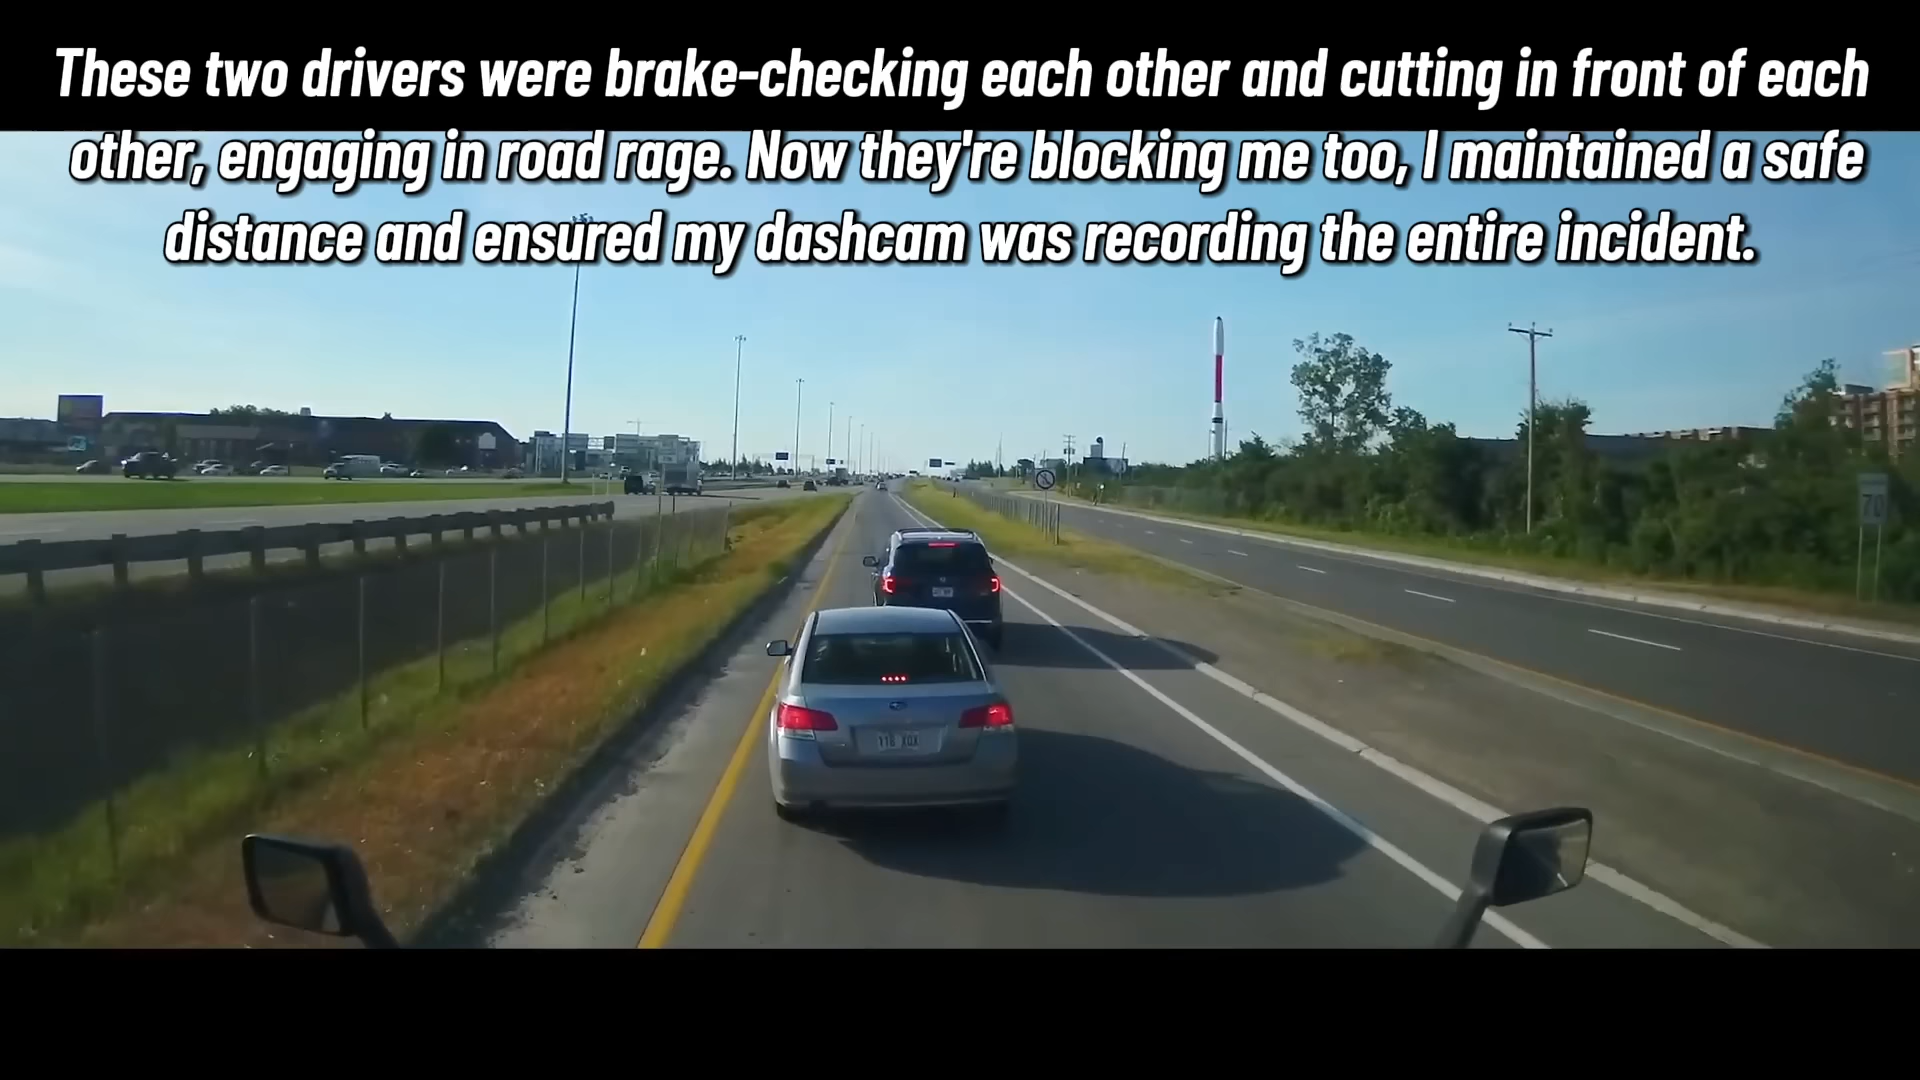 These two drivers were brake-checking each other and cutting in front of each
other, engaging in road rage. Now they're blocking me too, I maintained a safe
distance and ensured my dashcam was recording the entire incident.
70